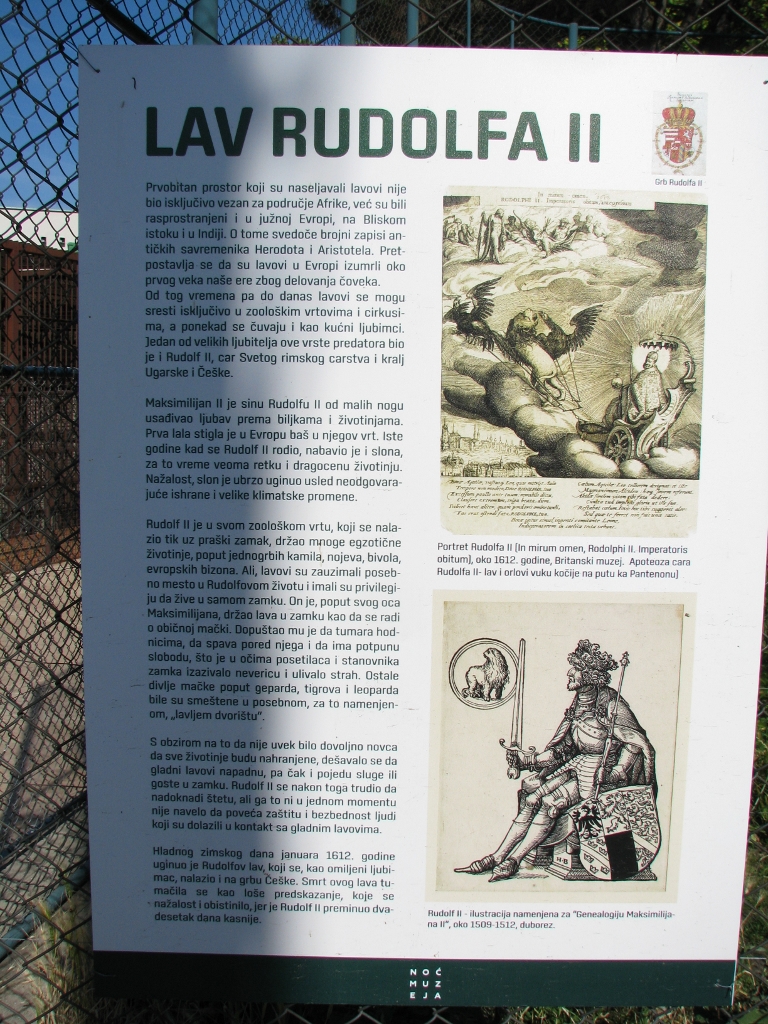 LAV RUDOLFA II
Grb Rudolfa II
Prvobitan prostor koji su naseljavali lavovi nije
bio isključivo vezan za područje Afrike, već su bili
rasprostranjeni i u južnoj Evropi, na Bliskom
istoku i u Indiji. O tome svedoče brojni zapisi an-
tičkih savremenika Herodota i Aristotela. Pret-
postavlja se da su lavovi u Evropi izumrli oko
prvog veka naše ere zbog delovanja čoveka.
Od tog vremena pa do danas lavovi se mogu
sresti isključivo u zoološkim vrtovima i cirkusi-
ma, a ponekad se čuvaju i kao kućni ljubimci.
Jedan od velikih ljubitelja ove vrste predatora bio
je i Rudolf II, car Svetog rimskog carstva i kralj
Ugarske i Češke.
Maksimilijan II je sinu Rudolfu II od malih nogu
usađivao ljubav prema biljkama i životinjama.
Prva lala stigla je u Evropu baš u njegov vrt. Iste
godine kad se Rudolf II rodio, nabavio je i slona,
za to vreme veoma retku i dragocenu životinju.
Nažalost, slon je ubrzo uginuo usled neodgovara-
juće ishrane i velike klimatske promene.
Rudolf II je u svom zoološkom vrtu, koji se nala-
zio tik uz praški zamak, držao mnoge egzotične
životinje, poput jednogrbih kamila, nojeva, bivola,
evropskih bizona. Ali, lavovi su zauzimali poseb-
no mesto u Rudolfovom životu i imali su privilegi-
ju da žive u samom zamku. On je, poput svog oca
Maksimilijana, držao lava u zamku kao da se radi
o običnoj mački. Dopuštao mu je da tumara hod-
nicima, da spava pored njega i da ima potpunu
slobodu, što je u očima posetilaca i stanovnika
zamka izazivalo nevericu i ulivalo strah. Ostale
divlje mačke poput geparda, tigrova i leoparda
bile su smeštene u posebnom, za to namenjen-
om, „lavljem dvorištu".
S obzirom na to da nije uvek bilo dovoljno novca
da sve životinje budu nahranjene, dešavalo se da
gladni lavovi napadnu, pa čak i pojedu sluge ili
goste u zamku. Rudolf II se nakon toga trudio da
nadoknadi štetu, ali ga to ni u jednom momentu
nije navelo da poveća zaštitu i bezbednost ljudi
koji su dolazili u kontakt sa gladnim lavovima.
Hladnog zimskog dana januara 1612. godine
uginuo je Rudolfov lav, koji se, kao omiljeni ljubi-
mac, nalazio i na grbu Češke. Smrt ovog lava tu-
mačila se kao loše predskazanje, koje se
nažalost i obistinilo, jer je Rudolf II preminuo dva-
desetak dana kasnije.
Portret Rudolfa II (In mirum omen, Rodolphi II. Imperatoris
obitum), oko 1612. godine, Britanski muzej. Apoteoza cara
Rudolfa II- lav i orlovi vuku kočije na putu ka Pantenonu)
H·B
Rudolf II - ilustracija namenjena za "Genealogiju Maksimilija-
na II", oko 1509-1512, duborez.
NOĆ
MUZ
EJA